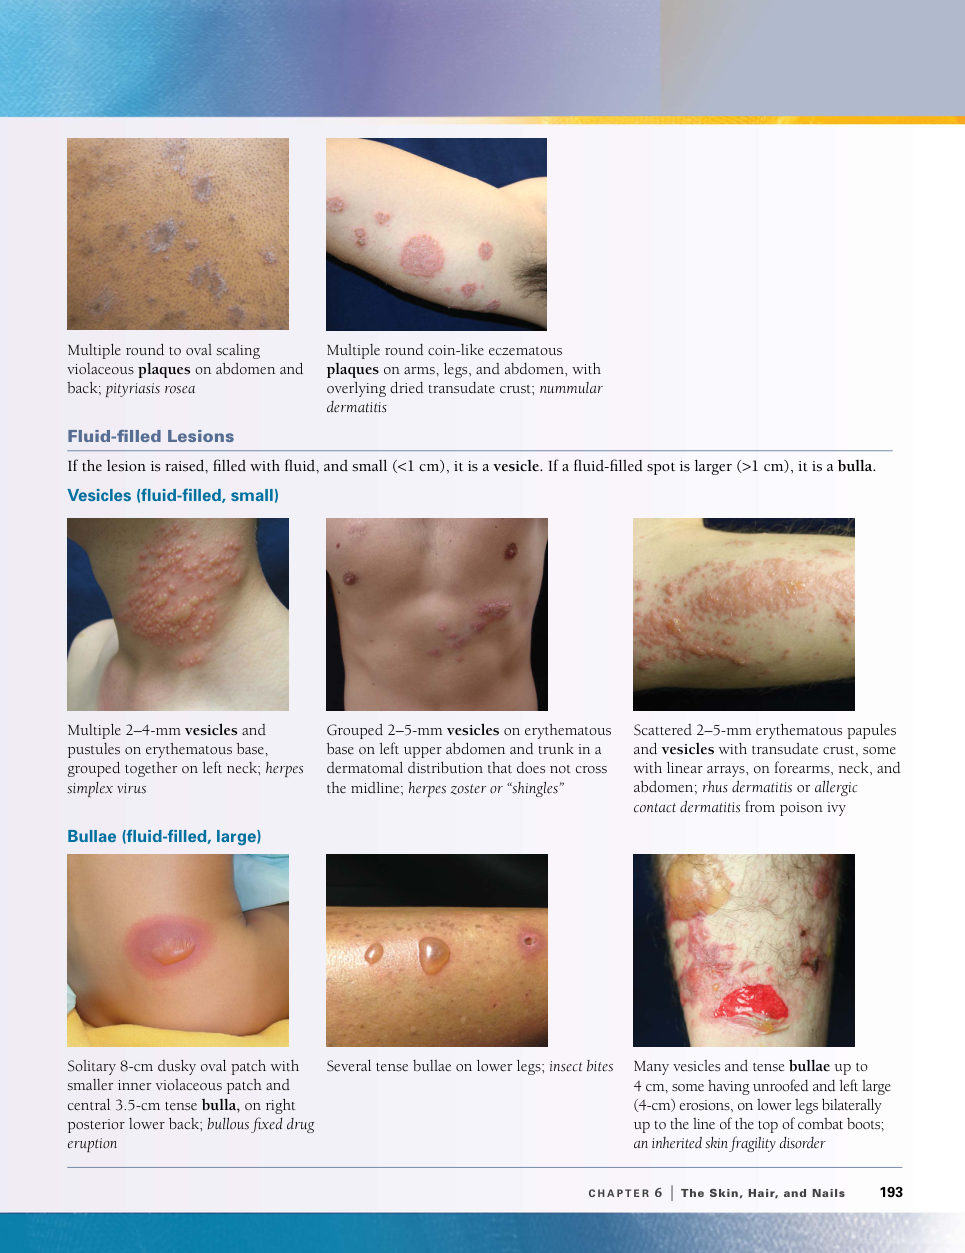 Multiple round to oval scaling
violaceous plaques on abdomen and
back; pityriasis rosea
Multiple round coin-like eczematous
plaques on arms, legs, and abdomen, with
overlying dried transudate crust; nummular
dermatitis
Fluid-filled Lesions
If the lesion is raised, filled with fluid, and small (<1 cm), it is a vesicle. If a fluid-filled spot is larger (>1 cm), it is a bulla.
Vesicles (fluid-filled, small)
Multiple 2–4-mm vesicles and
pustules on erythematous base,
grouped together on left neck; herpes
simplex virus
Grouped 2–5-mm vesicles on erythematous
base on left upper abdomen and trunk in a
dermatomal distribution that does not cross
the midline; herpes zoster or “shingles”
Scattered 2–5-mm erythematous papules
and vesicles with transudate crust, some
with linear arrays, on forearms, neck, and
abdomen; rhus dermatitis or allergic
contact dermatitis from poison ivy
Bullae (fluid-filled, large)
Solitary 8-cm dusky oval patch with
smaller inner violaceous patch and
central 3.5-cm tense bulla, on right
posterior lower back; bullous fixed drug
eruption
Several tense bullae on lower legs; insect bites
Many vesicles and tense bullae up to
4 cm, some having unroofed and left large
(4-cm) erosions, on lower legs bilaterally
up to the line of the top of combat boots;
an inherited skin fragility disorder
CHAPTER 6 | The Skin, Hair, and Nails 193